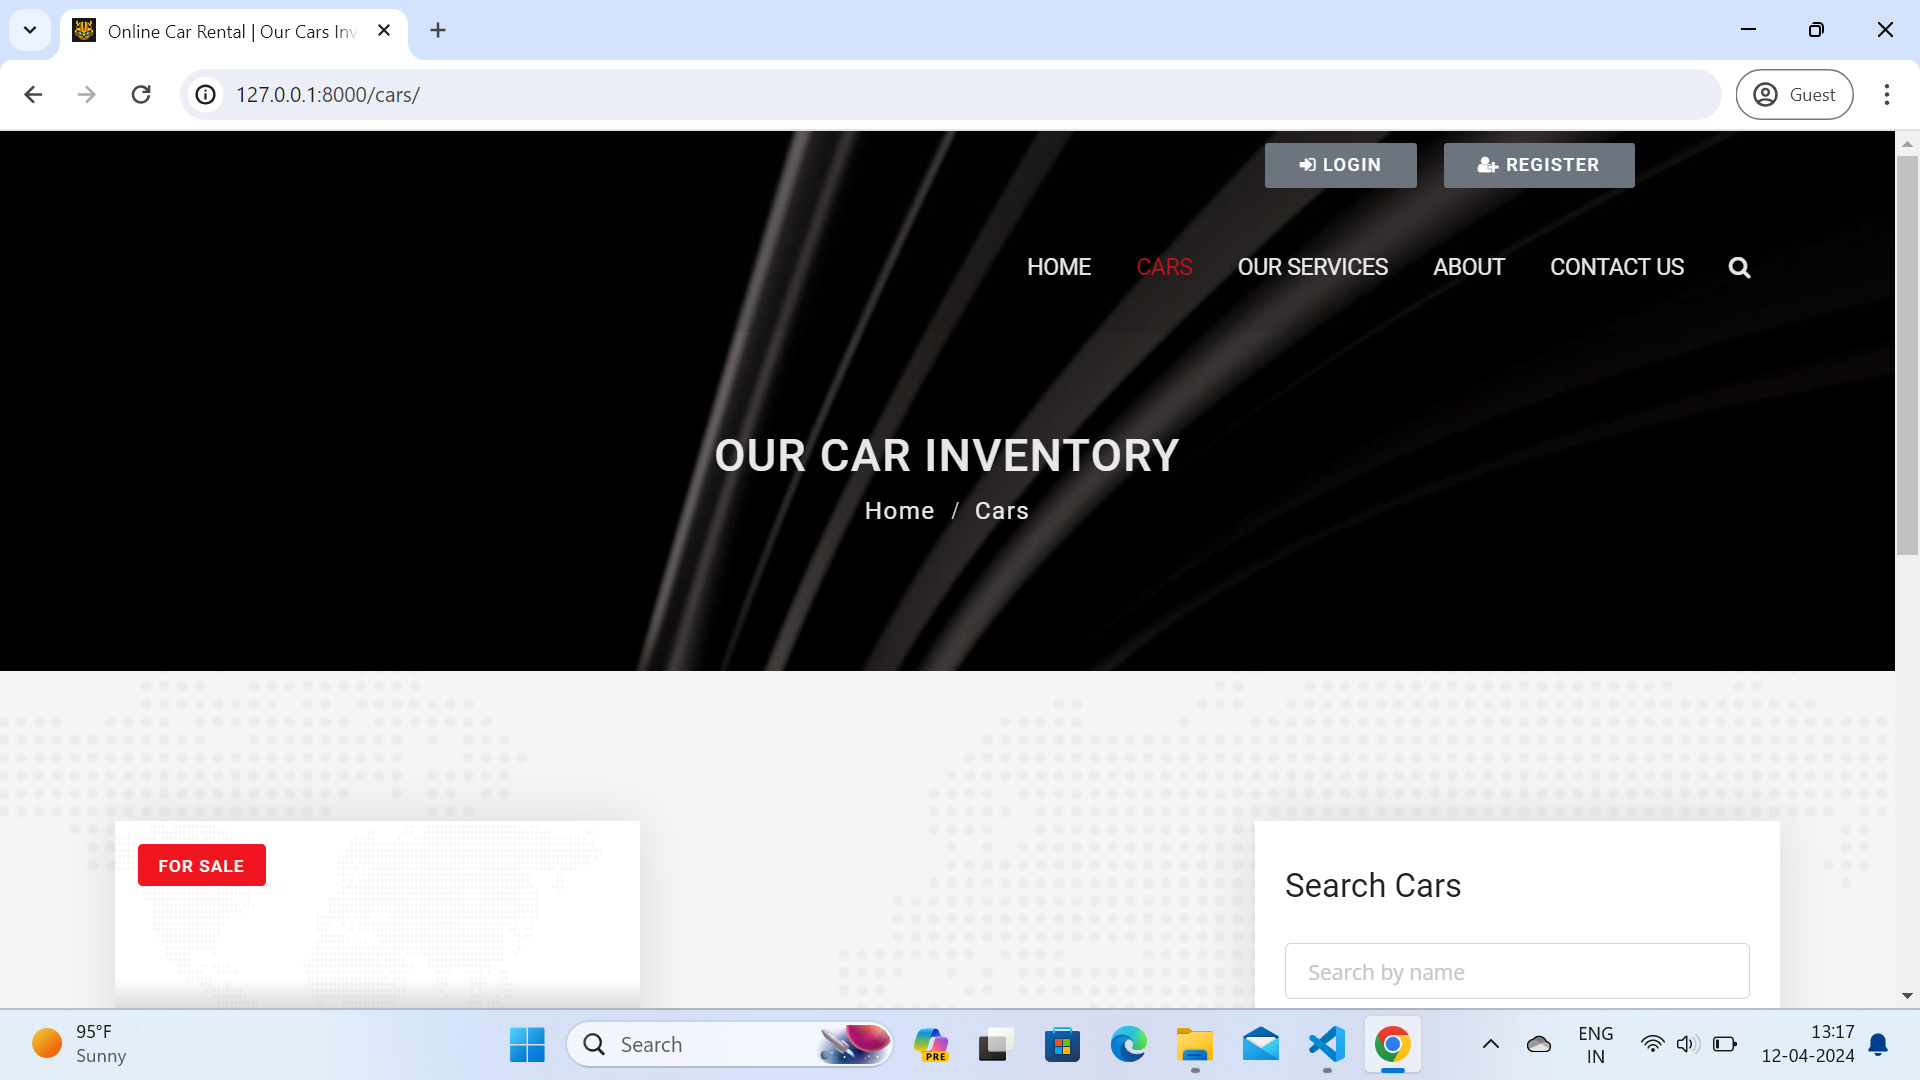 Online Car Rental | Our Cars Inv
127.0.0.1:8000/cars/
Guest
LOGIN
REGISTER
HOME
CARS
OUR SERVICES
ABOUT
CONTACT US
OUR CAR INVENTORY
Home / Cars
FOR SALE
Search Cars
Search by name
95°F
Sunny
Search
PRE
ENG
IN
13:17
12-04-2024